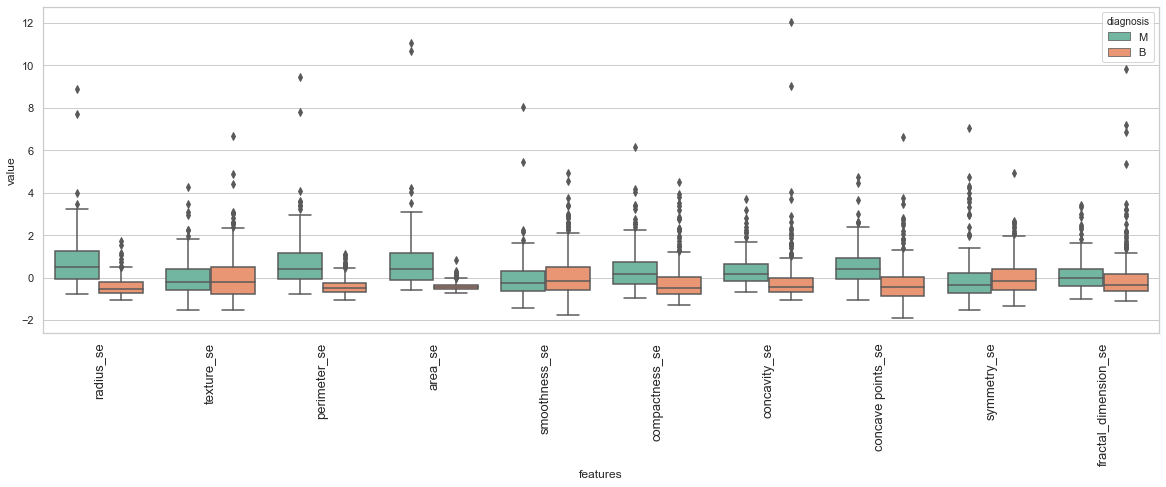 12
10
8
6
4
2
0
−2
value
diagnosis
M
B
radius_se
texture_se
perimeter_se
area_se
smoothness_se
compactness_se
concavity_se
concave points_se
symmetry_se
fractal_dimension_se
features